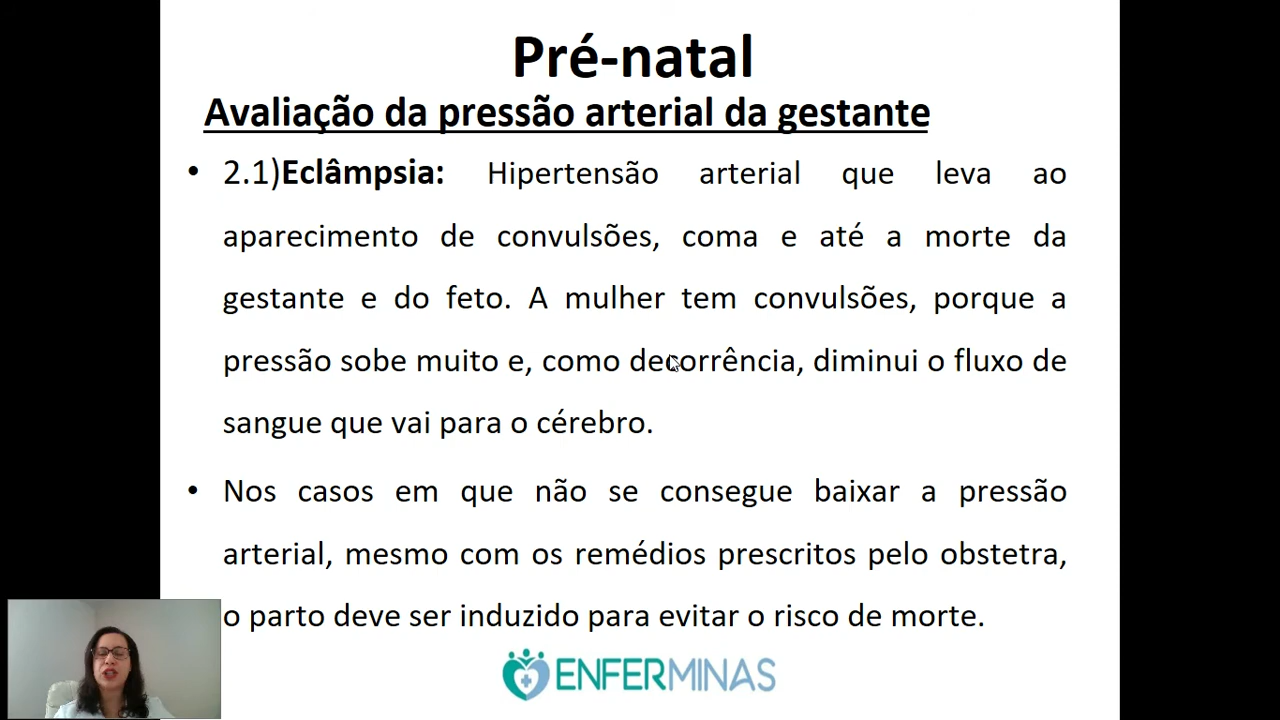 Pré-natal
Avaliação da pressão arterial da gestante
• 2.1)Eclâmpsia: Hipertensão arterial que leva ao
aparecimento de convulsões, coma e até a morte da
gestante e do feto. A mulher tem convulsões, porque a
pressão sobe muito e, como decorrência, diminui o fluxo de
sangue que vai para o cérebro.
• Nos casos em que não se consegue baixar a pressão
arterial, mesmo com os remédios prescritos pelo obstetra,
o parto deve ser induzido para evitar o risco de morte.
ENFERMINAS